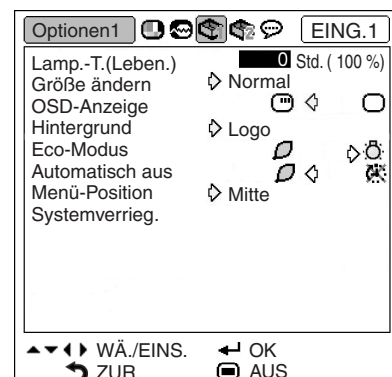 Optionen1 EING.1
Lamp.-T.(Leben.) 0 Std. ( 100 %)
Größe ändern Normal
OSD-Anzeige
Hintergrund Logo
Eco-Modus
Automatisch aus
Menü-Position Mitte
Systemverrieg.
WÄ./EINS. OK
ZUR AUS